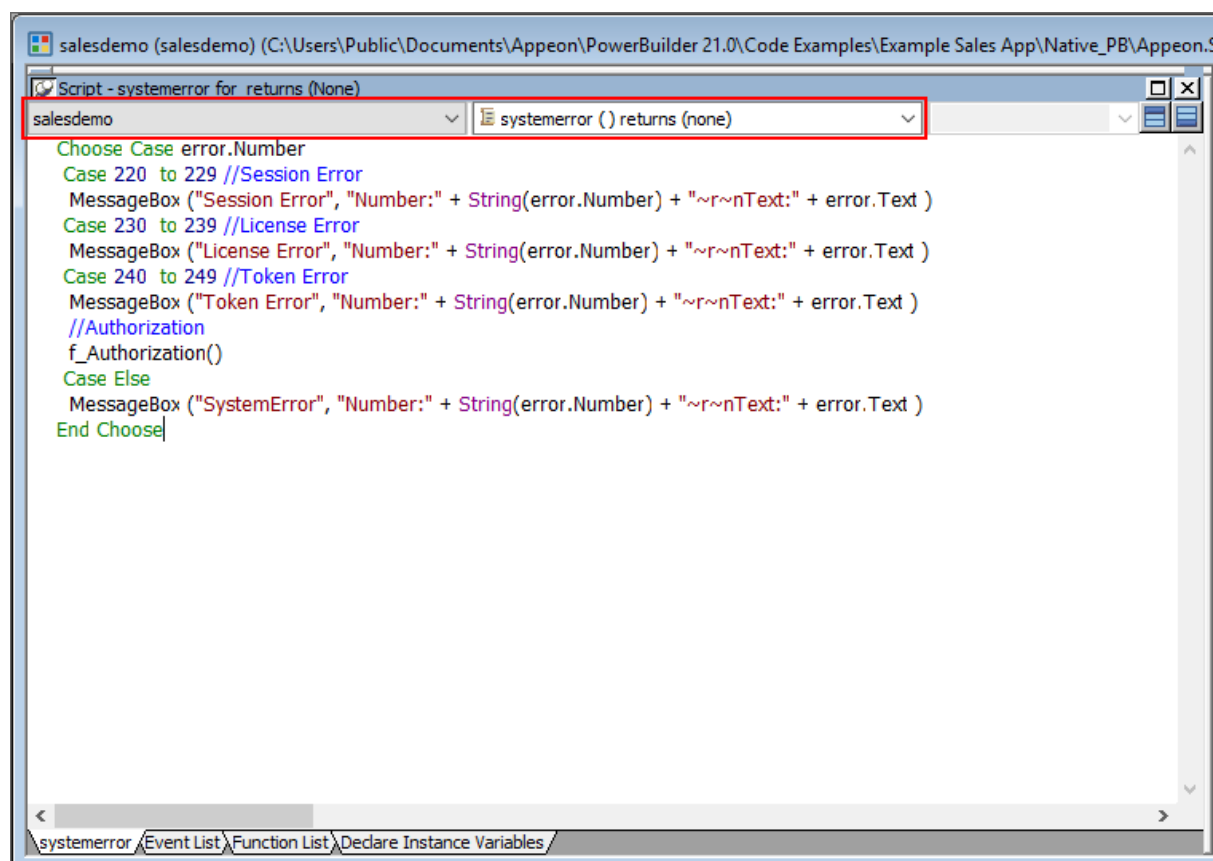 salesdemo (salesdemo) (C:\Users\Public\Documents\Appeon\PowerBuilder 21.0\Code Examples\Example Sales App\Native_PB\Appeon.S
Script - systemerror for returns (None)
salesdemo systemerror ( ) returns (none)
Choose Case error.Number
Case 220 to 229 //Session Error
MessageBox ("Session Error", "Number:" + String(error.Number) + "~r~nText:" + error.Text )
Case 230 to 239 //License Error
MessageBox ("License Error", "Number:" + String(error.Number) + "~r~nText:" + error.Text )
Case 240 to 249 //Token Error
MessageBox ("Token Error", "Number:" + String(error.Number) + "~r~nText:" + error.Text )
//Authorization
f_Authorization()
Case Else
MessageBox ("SystemError", "Number:" + String(error.Number) + "~r~nText:" + error.Text )
End Choose
systemerror Event List Function List Declare Instance Variables